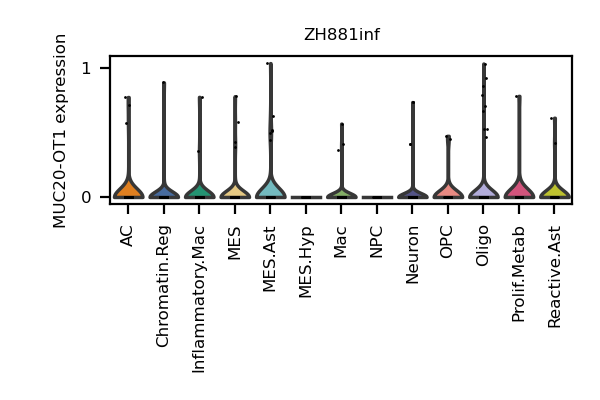 ZH881inf
MUC20-OT1 expression
1
0
AC
Chromatin.Reg
Inflammatory.Mac
MES
MES.Ast
MES.Hyp
Mac
NPC
Neuron
OPC
Oligo
Prolif.Metab
Reactive.Ast